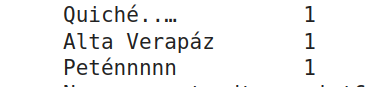 Quiché..… 1
Alta Verapáz 1
Peténnnnn 1